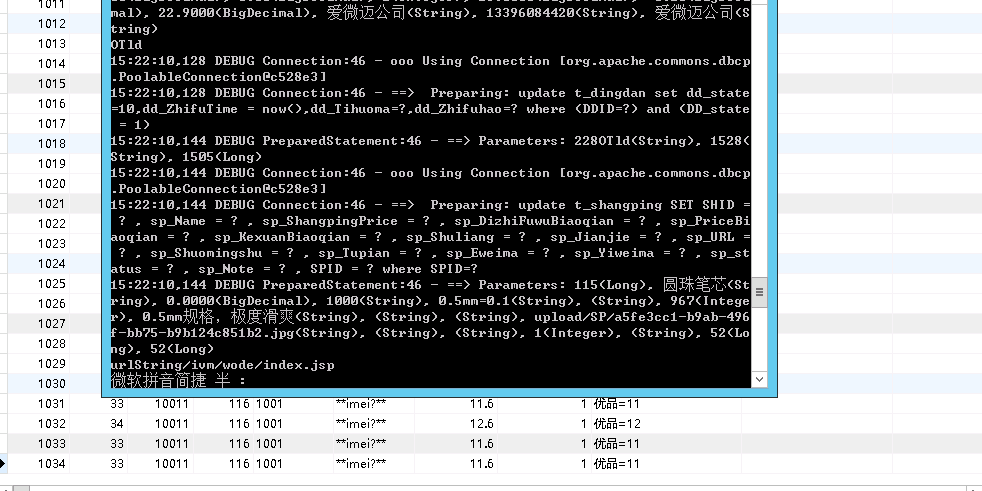 1011
mal), 22.9000(BigDecimal), 爱微迈公司(String), 13396084420(String), 爱微迈公司(S
1012
tring)
1013
OTld
1014
15:22:10,128 DEBUG Connection:46 - ooo Using Connection [org.apache.commons.dbcp
1015
.PoolableConnection@c528e3]
15:22:10,128 DEBUG Connection:46 - ==>  Preparing: update t_dingdan set dd_state
1016
=10,dd_ZhifuTime = now(),dd_Tihuoma=?,dd_Zhifuhao=? where (DDID=?) and (DD_state
1017
= 1)
1018
15:22:10,144 DEBUG PreparedStatement:46 - ==> Parameters: 228OTld(String), 1528(
1019
String), 1505(Long)
15:22:10,144 DEBUG Connection:46 - ooo Using Connection [org.apache.commons.dbcp
1020
.PoolableConnection@c528e3]
1021
15:22:10,144 DEBUG Connection:46 - ==>  Preparing: update t_shangping SET SHID =
1022
? , sp_Name = ? , sp_ShangpingPrice = ? , sp_DizhiFuwuBiaoqian = ? , sp_PriceBi
1023
aoqian = ? , sp_KexuanBiaoqian = ? , sp_Shuliang = ? , sp_Jianjie = ? , sp_URL =
? , sp_Shuomingshu = ? , sp_Tupian = ? , sp_Eweima = ? , sp_Yiweima = ? , sp_st
1024
atus = ? , sp_Note = ? , SPID = ? where SPID=?
1025
15:22:10,144 DEBUG PreparedStatement:46 - ==> Parameters: 115(Long), 圆珠笔芯(St
1026
ring), 0.0000(BigDecimal), 1000(String), 0.5mm=0.1(String), (String), 967(Intege
1027
r), 0.5mm规格，极度滑爽(String), (String), (String), upload/SP/a5fe3cc1-b9ab-496
f-bb75-b9b124c851b2.jpg(String), (String), (String), 1(Integer), (String), 52(Lo
1028
ng), 52(Long)
1029
urlString/ivm/wode/index.jsp
1030
微软拼音简捷 半 :
1031 33 10011 116 1001 **imei?** 11.6 1 优品=11
1032 34 10011 116 1001 **imei?** 12.6 1 优品=12
1033 33 10011 116 1001 **imei?** 11.6 1 优品=11
1034 33 10011 116 1001 **imei?** 11.6 1 优品=11